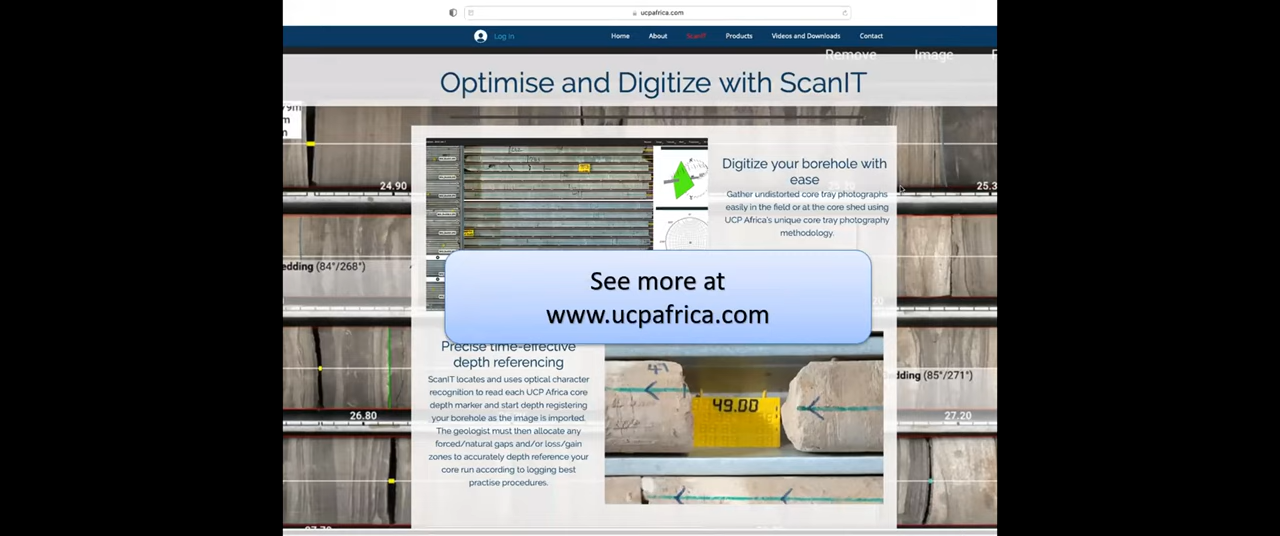 ucpafrica.com
Log In
Home About ScanIT Products Videos and Downloads Contact
Remove Image
Optimise and Digitize with ScanIT
m
m
24.90
25.3
Digitize your borehole with
ease
Gather undistorted core tray photographs
easily in the field or at the core shed using
UCP Africa's unique core tray photography
methodology.
edding (84°/268°)
See more at
www.ucpafrica.com
Precise time-effective
depth referencing
ScanIT locates and uses optical character
recognition to read each UCP Africa core
depth marker and start depth registering
your borehole as the image is imported.
The geologist must then allocate any
forced/natural gaps and/or loss/gain
zones to accurately depth reference your
core run according to logging best
practise procedures.
49.00
dding (85°/271°)
26.80
27.20